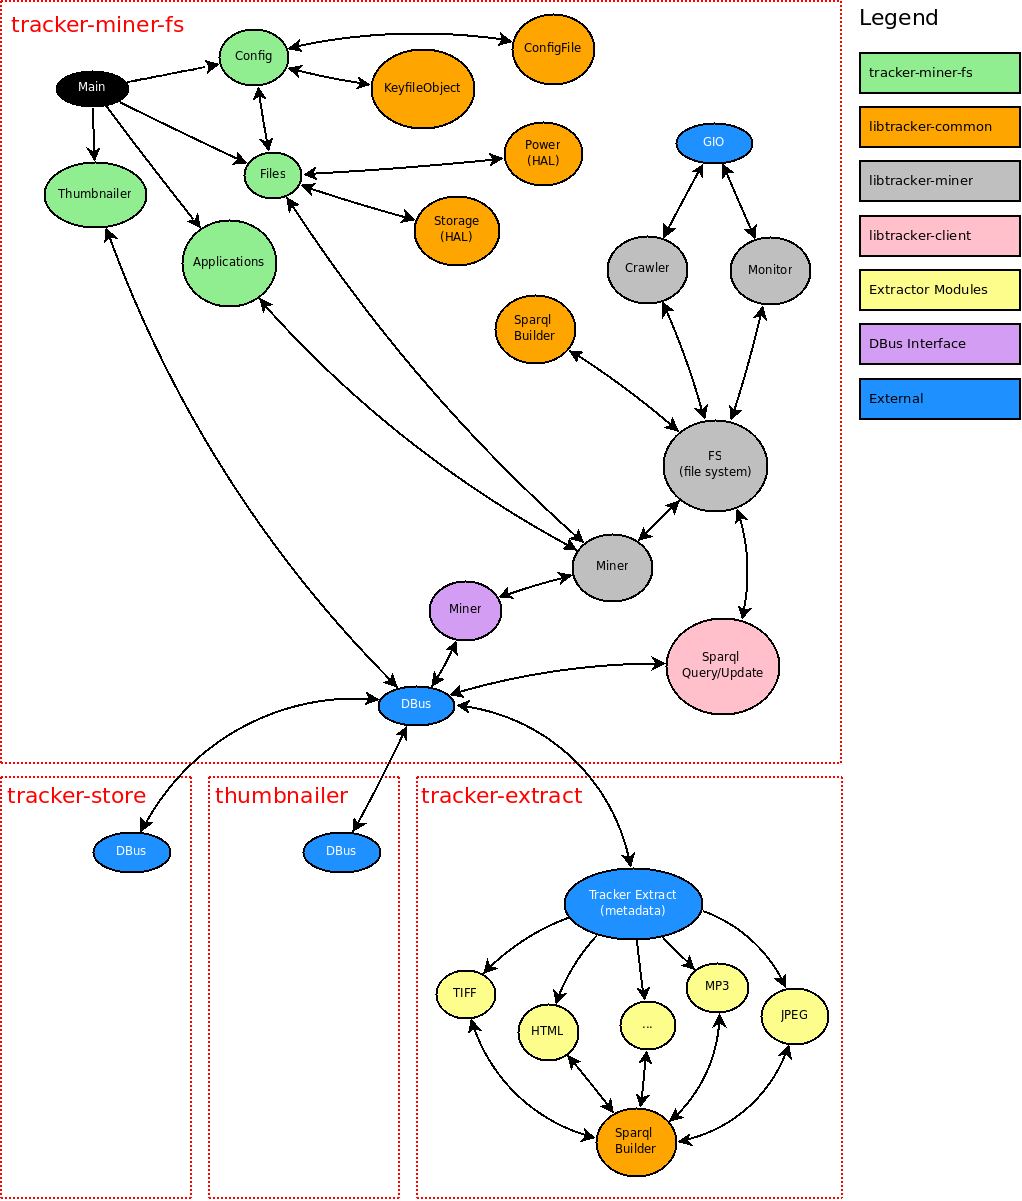 tracker-miner-fs
Legend
Config
ConfigFile
Main
KeyfileObject
tracker-miner-fs
libtracker-common
libtracker-miner
libtracker-client
Extractor Modules
DBus Interface
External
Files
Power
(HAL)
GIO
Thumbnailer
Storage
(HAL)
Applications
Crawler
Monitor
Sparql
Builder
FS
(file system)
Miner
Miner
Sparql
Query/Update
DBus
tracker-store
thumbnailer
tracker-extract
DBus
DBus
Tracker Extract
(metadata)
TIFF
HTML
...
MP3
JPEG
Sparql
Builder